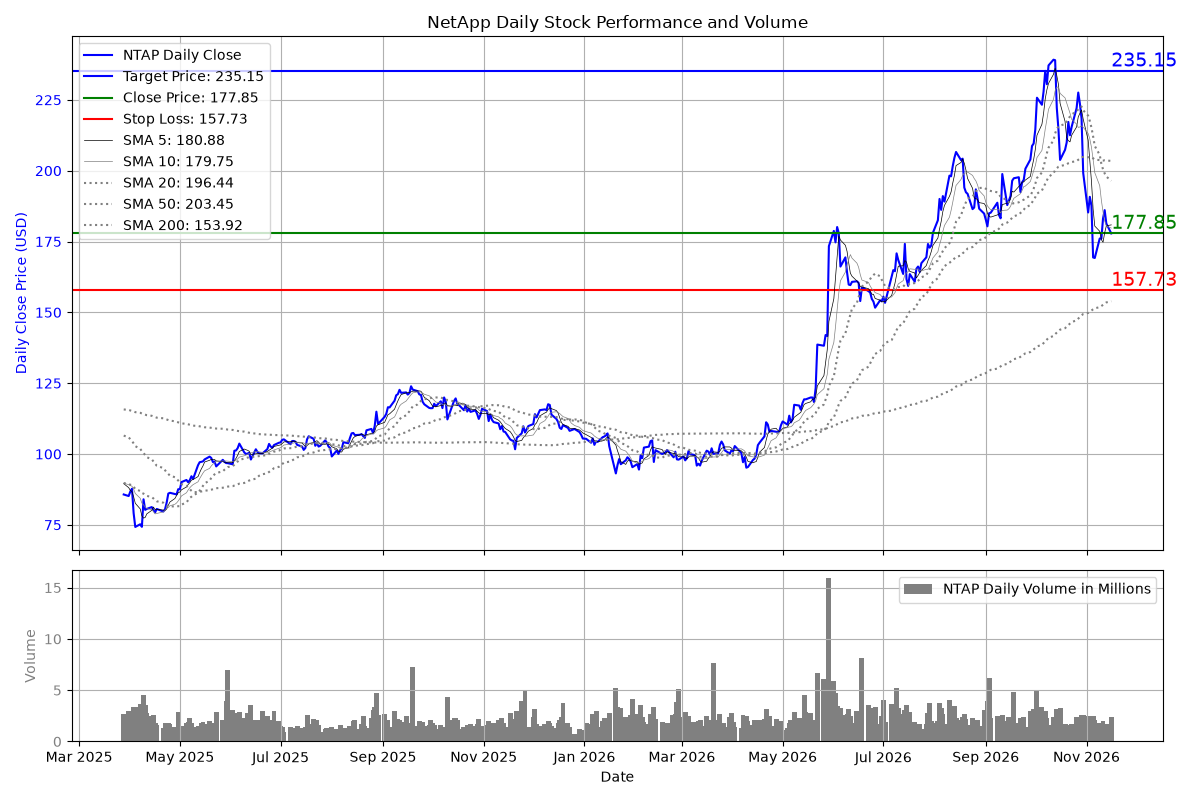 NetApp Daily Stock Performance and Volume
NTAP Daily Close
Target Price: 235.15
Close Price: 177.85
Stop Loss: 157.73
SMA 5: 180.88
SMA 10: 179.75
SMA 20: 196.44
SMA 50: 203.45
SMA 200: 153.92
235.15
177.85
157.73
Daily Close Price (USD)
225
200
175
150
125
100
75
NTAP Daily Volume in Millions
Volume
15
10
5
0
Mar 2025 May 2025 Jul 2025 Sep 2025 Nov 2025 Jan 2026 Mar 2026 May 2026 Jul 2026 Sep 2026 Nov 2026
Date